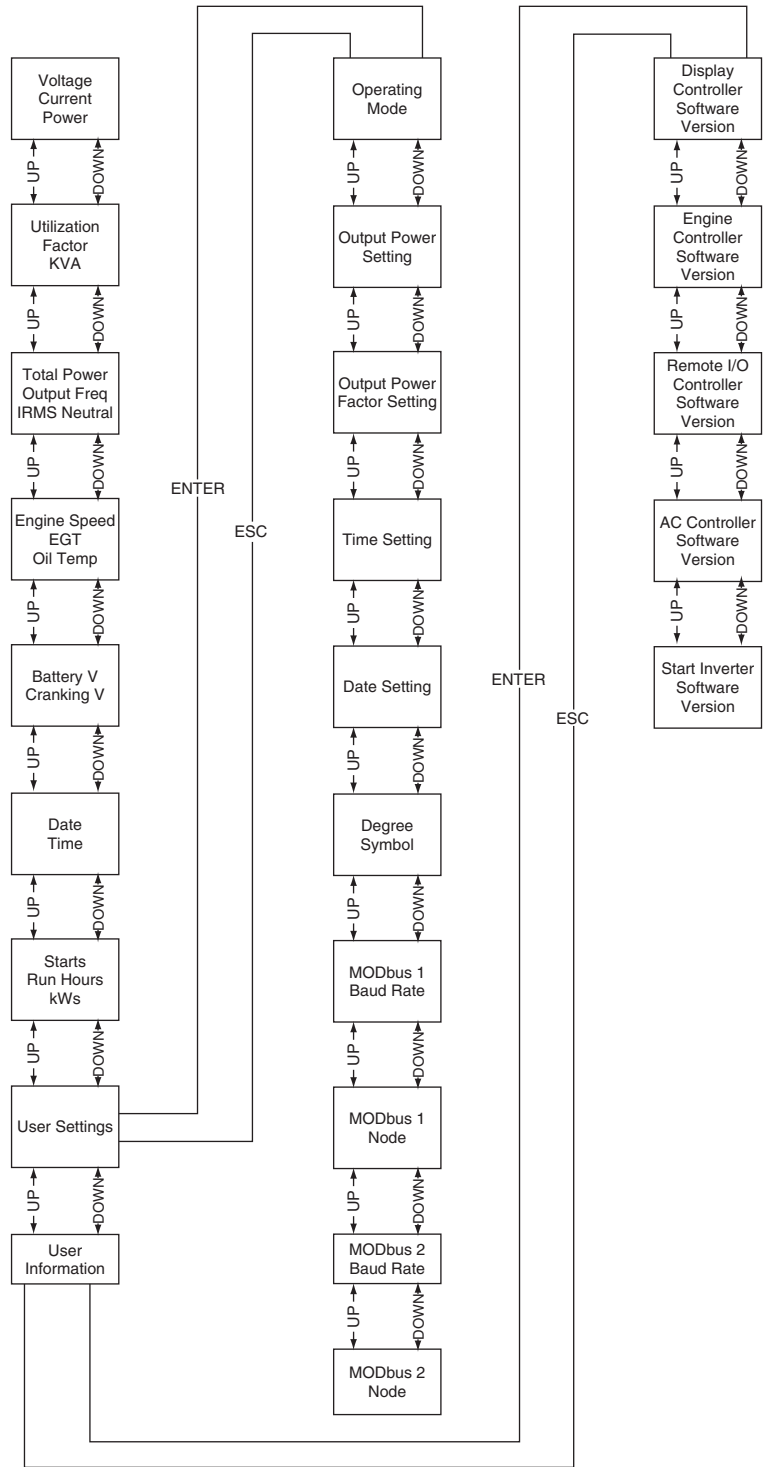 Voltage
Current
Power
UP
DOWN
Utilization
Factor
KVA
UP
DOWN
Total Power
Output Freq
IRMS Neutral
UP
DOWN
Engine Speed
EGT
Oil Temp
UP
DOWN
Battery V
Cranking V
UP
DOWN
Date
Time
UP
DOWN
Starts
Run Hours
kWs
UP
DOWN
User Settings
UP
DOWN
User
Information
ENTER
ESC
Operating
Mode
UP
DOWN
Output Power
Setting
UP
DOWN
Output Power
Factor Setting
UP
DOWN
Time Setting
UP
DOWN
Date Setting
UP
DOWN
Degree
Symbol
UP
DOWN
MODbus 1
Baud Rate
UP
DOWN
MODbus 1
Node
UP
DOWN
MODbus 2
Baud Rate
UP
DOWN
MODbus 2
Node
ENTER
ESC
Display
Controller
Software
Version
UP
DOWN
Engine
Controller
Software
Version
UP
DOWN
Remote I/O
Controller
Software
Version
UP
DOWN
AC Controller
Software
Version
UP
DOWN
Start Inverter
Software
Version